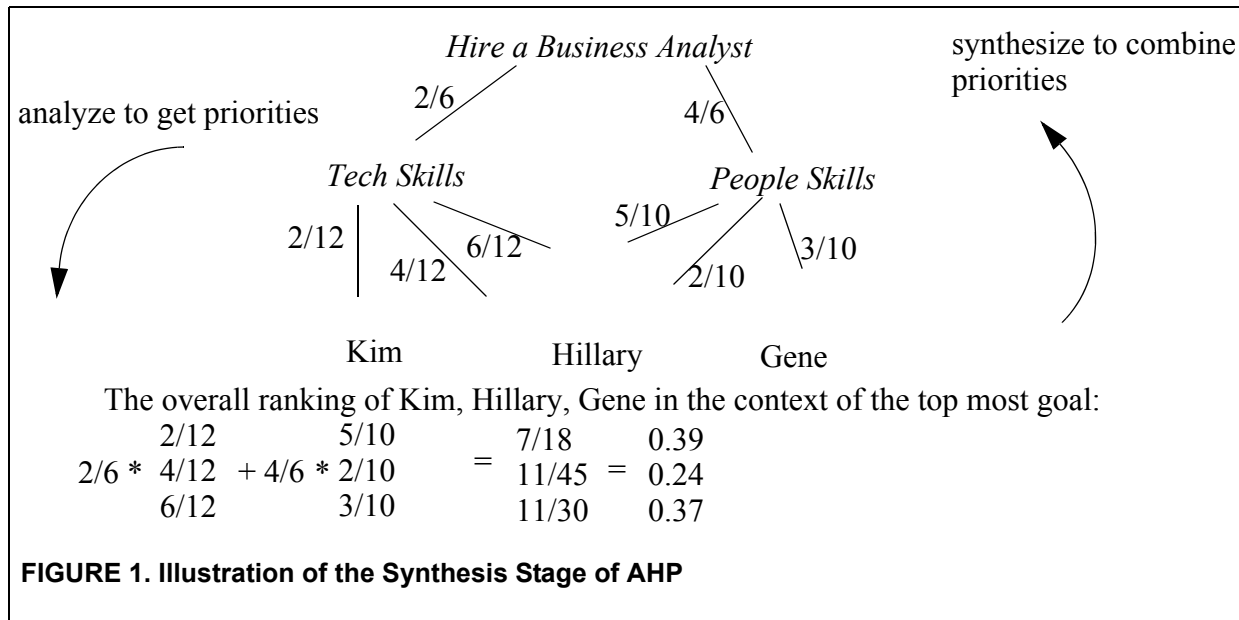 Hire a Business Analyst
synthesize to combine
priorities
2/6
4/6
analyze to get priorities
Tech Skills
People Skills
2/12
4/12
6/12
5/10
2/10
3/10
Kim Hillary Gene
The overall ranking of Kim, Hillary, Gene in the context of the top most goal:
2/12 5/10 7/18 0.39
2/6 * 4/12 + 4/6 * 2/10 = 11/45 = 0.24
6/12 3/10 11/30 0.37
FIGURE 1. Illustration of the Synthesis Stage of AHP